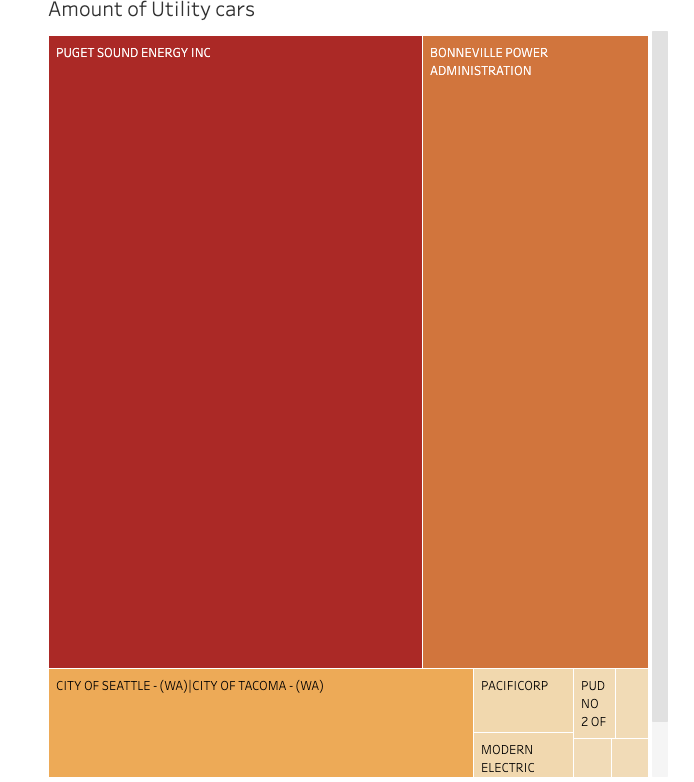 Amount of Utility cars
PUGET SOUND ENERGY INC
BONNEVILLE POWER
ADMINISTRATION
CITY OF SEATTLE - (WA)|CITY OF TACOMA - (WA)
PACIFICORP
PUD
NO
2 OF
MODERN
ELECTRIC